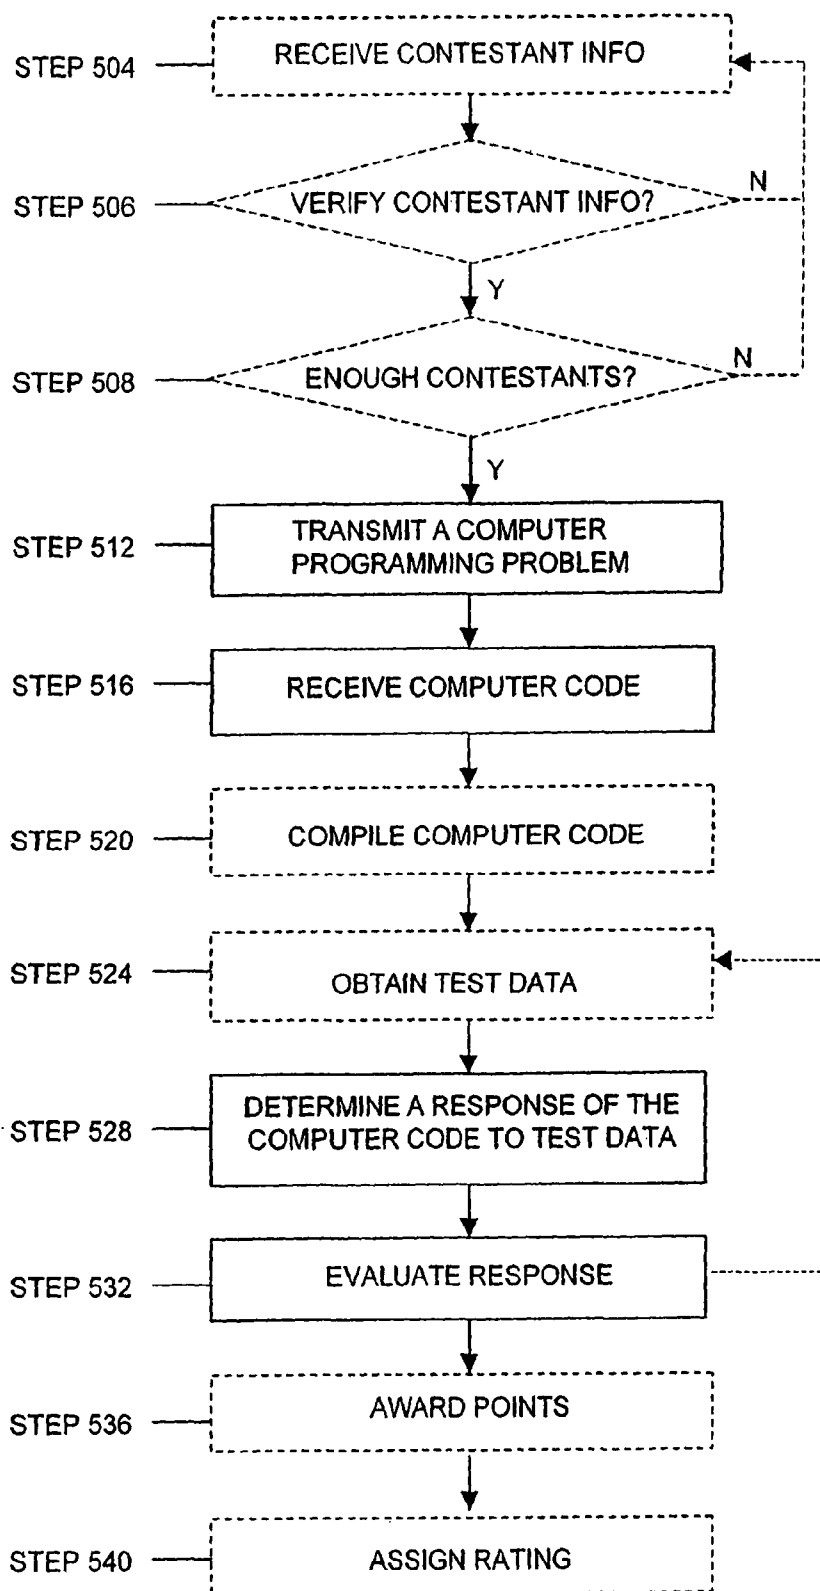 STEP 504
RECEIVE CONTESTANT INFO
STEP 506
VERIFY CONTESTANT INFO?
N
Y
STEP 508
ENOUGH CONTESTANTS?
N
Y
STEP 512
TRANSMIT A COMPUTER
PROGRAMMING PROBLEM
STEP 516
RECEIVE COMPUTER CODE
STEP 520
COMPILE COMPUTER CODE
STEP 524
OBTAIN TEST DATA
STEP 528
DETERMINE A RESPONSE OF THE
COMPUTER CODE TO TEST DATA
STEP 532
EVALUATE RESPONSE
STEP 536
AWARD POINTS
STEP 540
ASSIGN RATING